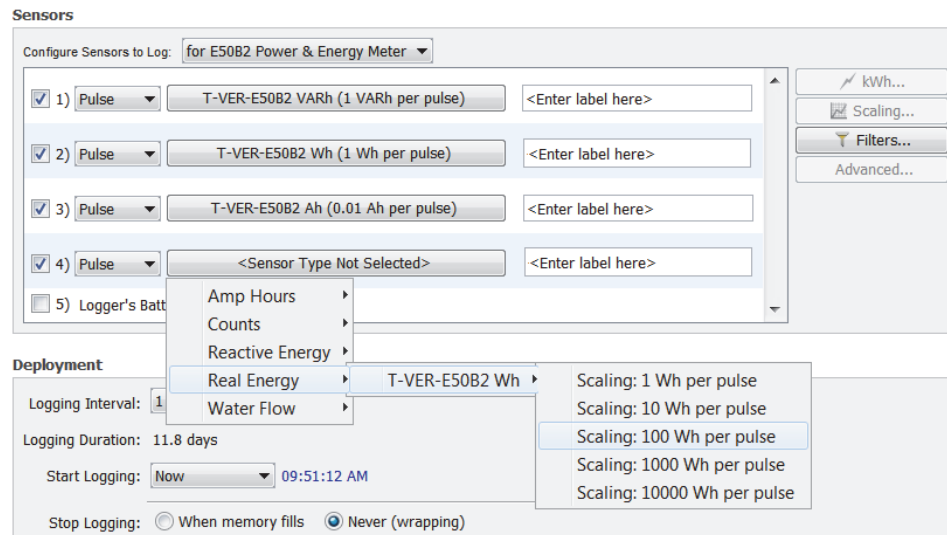 Sensors
Configure Sensors to Log: for E50B2 Power & Energy Meter
1) Pulse T-VER-E50B2 VARh (1 VARh per pulse) <Enter label here>
kWh...
Scaling...
2) Pulse T-VER-E50B2 Wh (1 Wh per pulse) <Enter label here>
Filters...
Advanced...
3) Pulse T-VER-E50B2 Ah (0.01 Ah per pulse) <Enter label here>
4) Pulse <Sensor Type Not Selected> <Enter label here>
5) Logger's Batt
Amp Hours
Counts
Reactive Energy
Real Energy
Water Flow
T-VER-E50B2 Wh
Scaling: 1 Wh per pulse
Scaling: 10 Wh per pulse
Scaling: 100 Wh per pulse
Scaling: 1000 Wh per pulse
Scaling: 10000 Wh per pulse
Deployment
Logging Interval: 1
Logging Duration: 11.8 days
Start Logging: Now 09:51:12 AM
Stop Logging: When memory fills Never (wrapping)